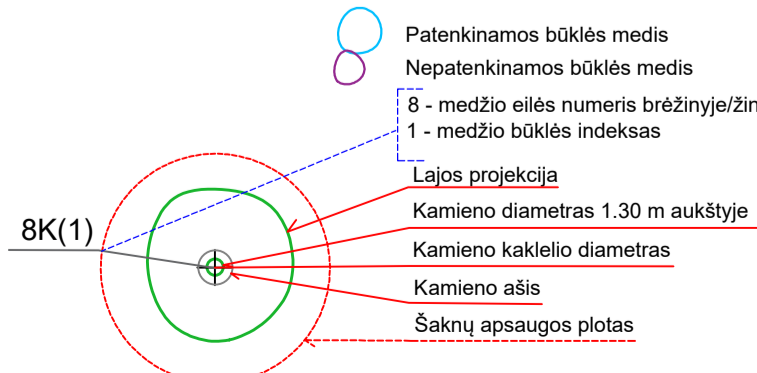 Patenkinamos būklės medis
Nepatenkinamos būklės medis
8 - medžio eilės numeris brėžinyje/žin
1 - medžio būklės indeksas
Lajos projekcija
8K(1)
Kamieno diametras 1.30 m aukštyje
Kamieno kaklelio diametras
Kamieno ašis
Šaknų apsaugos plotas